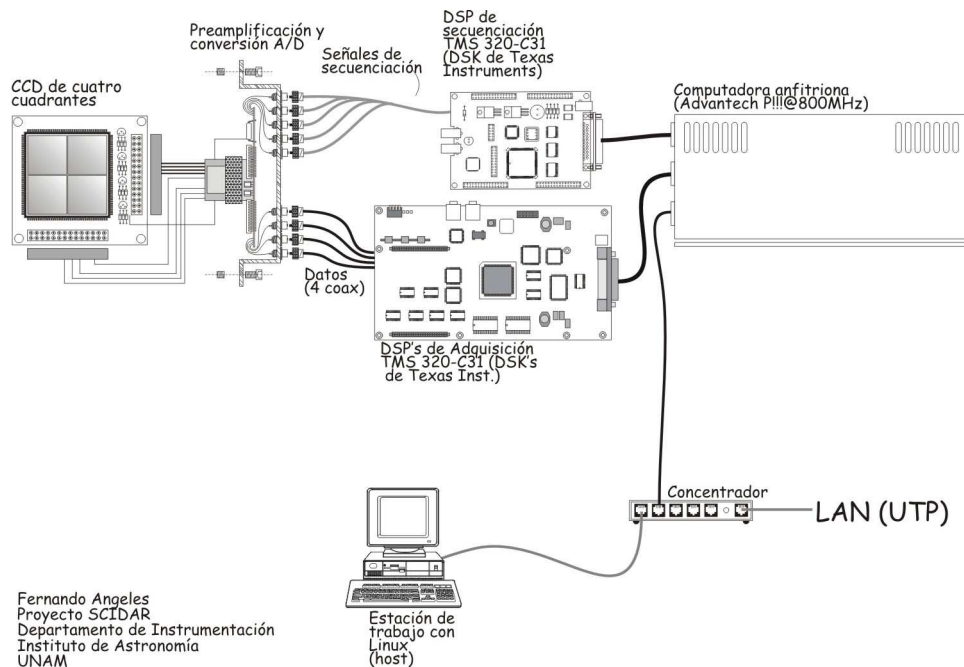 Preamplificación y
conversión A/D
DSP de
secuenciación
TMS 320-C31
(DSK de Texas
Instruments)
Señales de
secuenciación
CCD de cuatro
cuadrantes
Computadora anfitriona
(Advantech P!!!@800MHz)
Datos
(4 coax)
DSP's de Adquisición
TMS 320-C31 (DSK's
de Texas Inst.)
Concentrador
LAN (UTP)
Estación de
trabajo con
Linux
(host)
Fernando Angeles
Proyecto SCIDAR
Departamento de Instrumentación
Instituto de Astronomía
UNAM